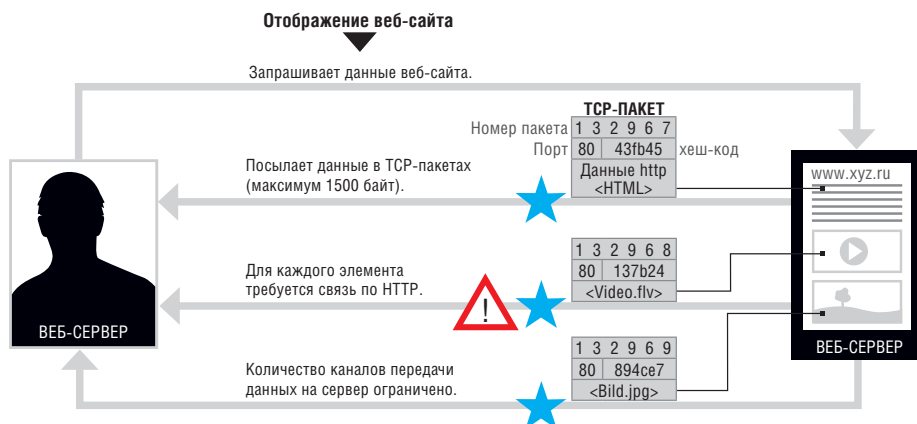 Отображение веб-сайта
Запрашивает данные веб-сайта.
TCP-ПАКЕТ
Номер пакета 1 3 2 9 6 7
Порт 80 43fb45 хеш-код
Данные http
<HTML>
Посылает данные в TCP-пакетах
(максимум 1500 байт).
www.xyz.ru
1 3 2 9 6 8
80 137b24
<Video.flv>
Для каждого элемента
требуется связь по HTTP.
!
ВЕБ-СЕРВЕР
ВЕБ-СЕРВЕР
1 3 2 9 6 9
80 894ce7
<Bild.jpg>
Количество каналов передачи
данных на сервер ограничено.